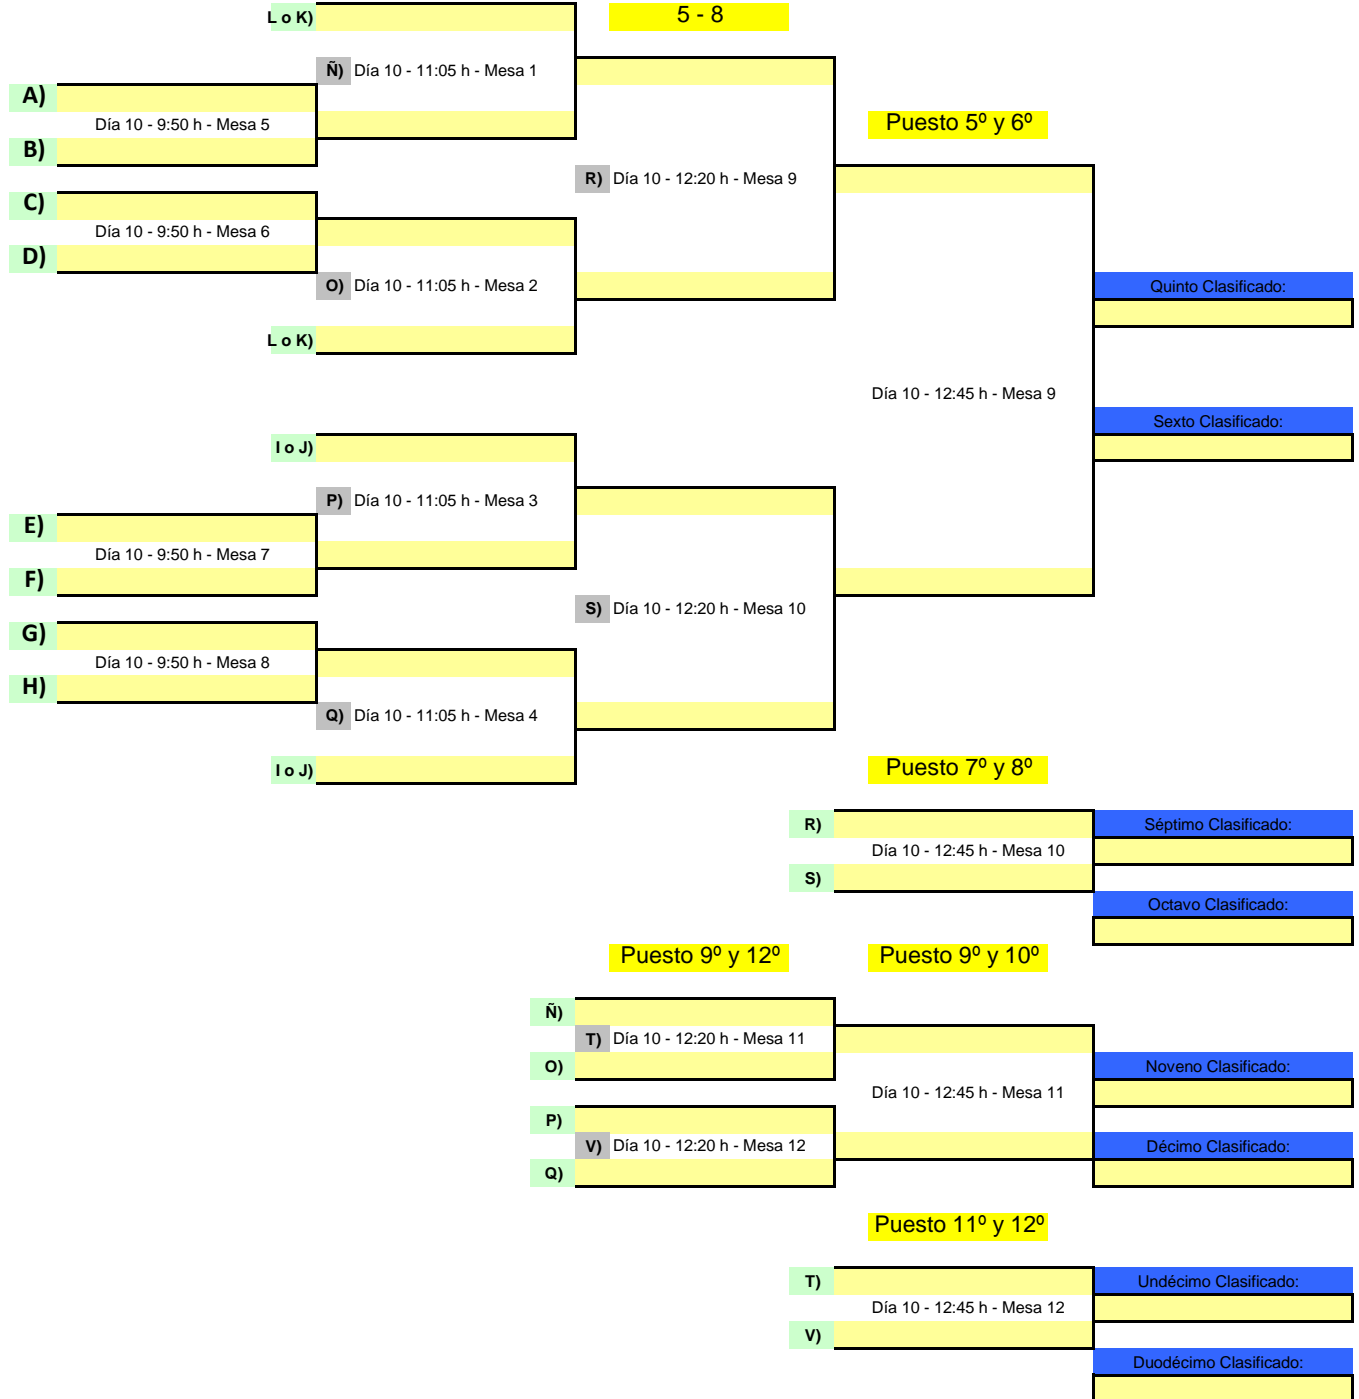 L o K)
5 - 8
Ñ) Día 10 - 11:05 h - Mesa 1
A)
Día 10 - 9:50 h - Mesa 5
B)
Puesto 5º y 6º
R) Día 10 - 12:20 h - Mesa 9
C)
Día 10 - 9:50 h - Mesa 6
D)
O) Día 10 - 11:05 h - Mesa 2
Quinto Clasificado:
L o K)
Día 10 - 12:45 h - Mesa 9
Sexto Clasificado:
I o J)
P) Día 10 - 11:05 h - Mesa 3
E)
Día 10 - 9:50 h - Mesa 7
F)
S) Día 10 - 12:20 h - Mesa 10
G)
Día 10 - 9:50 h - Mesa 8
H)
Q) Día 10 - 11:05 h - Mesa 4
I o J)
Puesto 7º y 8º
R)
Séptimo Clasificado:
Día 10 - 12:45 h - Mesa 10
S)
Octavo Clasificado:
Puesto 9º y 12º
Puesto 9º y 10º
Ñ)
T) Día 10 - 12:20 h - Mesa 11
O)
Noveno Clasificado:
Día 10 - 12:45 h - Mesa 11
P)
V) Día 10 - 12:20 h - Mesa 12
Décimo Clasificado:
Q)
Puesto 11º y 12º
T)
Undécimo Clasificado:
Día 10 - 12:45 h - Mesa 12
V)
Duodécimo Clasificado: